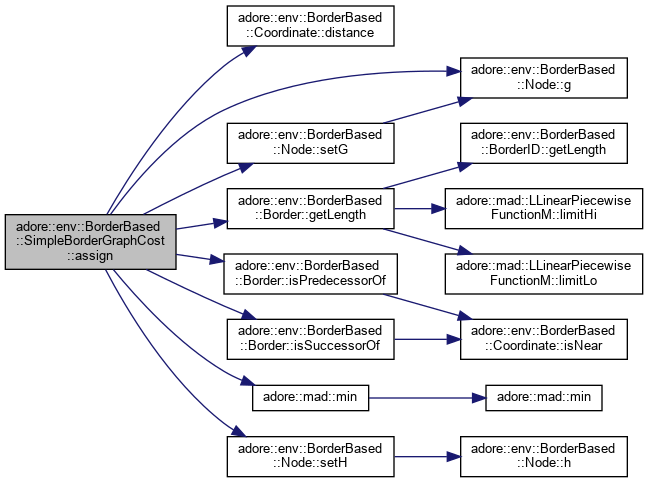 adore::env::BorderBased
::SimpleBorderGraphCost
::assign
adore::env::BorderBased
::Coordinate::distance
adore::env::BorderBased
::Node::g
adore::env::BorderBased
::Node::setG
adore::env::BorderBased
::Border::getLength
adore::env::BorderBased
::BorderID::getLength
adore::mad::LLinearPiecewise
FunctionM::limitHi
adore::mad::LLinearPiecewise
FunctionM::limitLo
adore::env::BorderBased
::Border::isPredecessorOf
adore::env::BorderBased
::Border::isSuccessorOf
adore::env::BorderBased
::Coordinate::isNear
adore::mad::min
adore::mad::min
adore::env::BorderBased
::Node::setH
adore::env::BorderBased
::Node::h